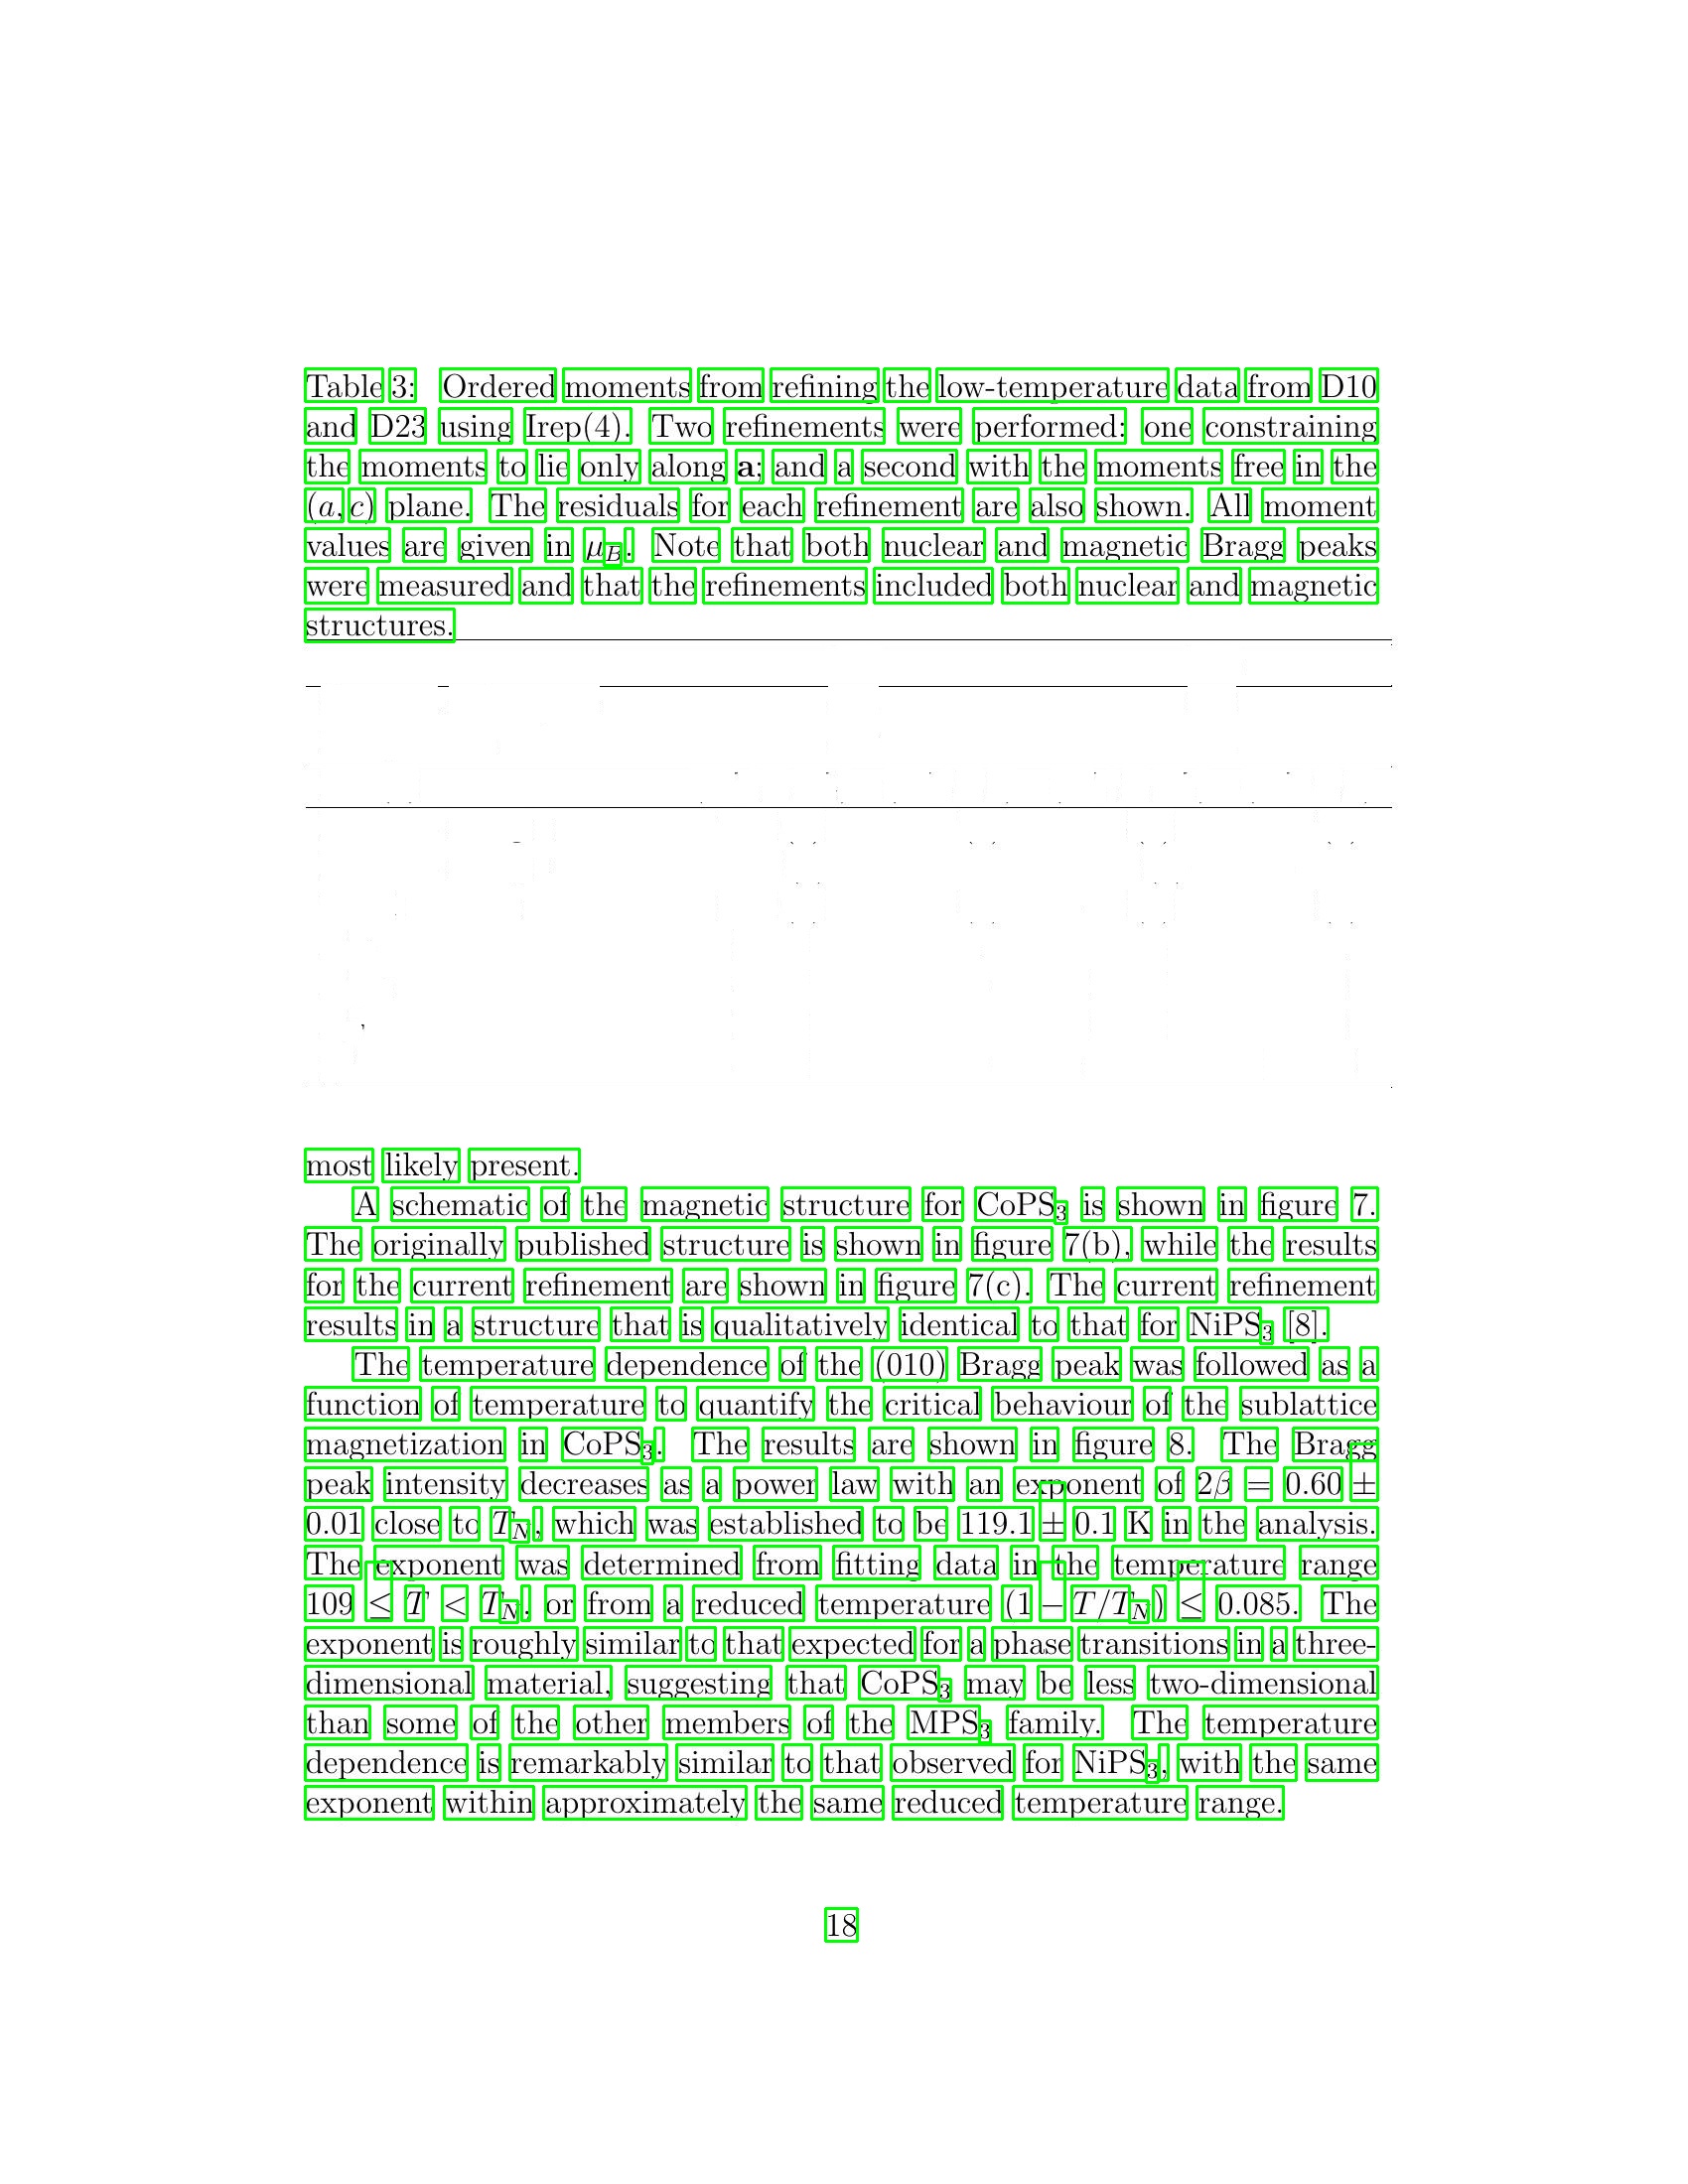 Table 3: Ordered moments from refining the low-temperature data from D10
and D23 using Irep(4). Two refinements were performed: one constraining
the moments to lie only along a; and a second with the moments free in the
(a, c) plane. The residuals for each refinement are also shown. All moment
values are given in μ_B. Note that both nuclear and magnetic Bragg peaks
were measured and that the refinements included both nuclear and magnetic
structures.
most likely present.
A schematic of the magnetic structure for CoPS₃ is shown in figure 7.
The originally published structure is shown in figure 7(b), while the results
for the current refinement are shown in figure 7(c). The current refinement
results in a structure that is qualitatively identical to that for NiPS₃ [8].
The temperature dependence of the (010) Bragg peak was followed as a
function of temperature to quantify the critical behaviour of the sublattice
magnetization in CoPS₃. The results are shown in figure 8. The Bragg
peak intensity decreases as a power law with an exponent of 2β = 0.60 ±
0.01 close to T_N, which was established to be 119.1 ± 0.1 K in the analysis.
The exponent was determined from fitting data in the temperature range
109 ≤ T < T_N, or from a reduced temperature (1 − T/T_N) ≤ 0.085. The
exponent is roughly similar to that expected for a phase transitions in a three-
dimensional material, suggesting that CoPS₃ may be less two-dimensional
than some of the other members of the MPS₃ family. The temperature
dependence is remarkably similar to that observed for NiPS₃, with the same
exponent within approximately the same reduced temperature range.
18